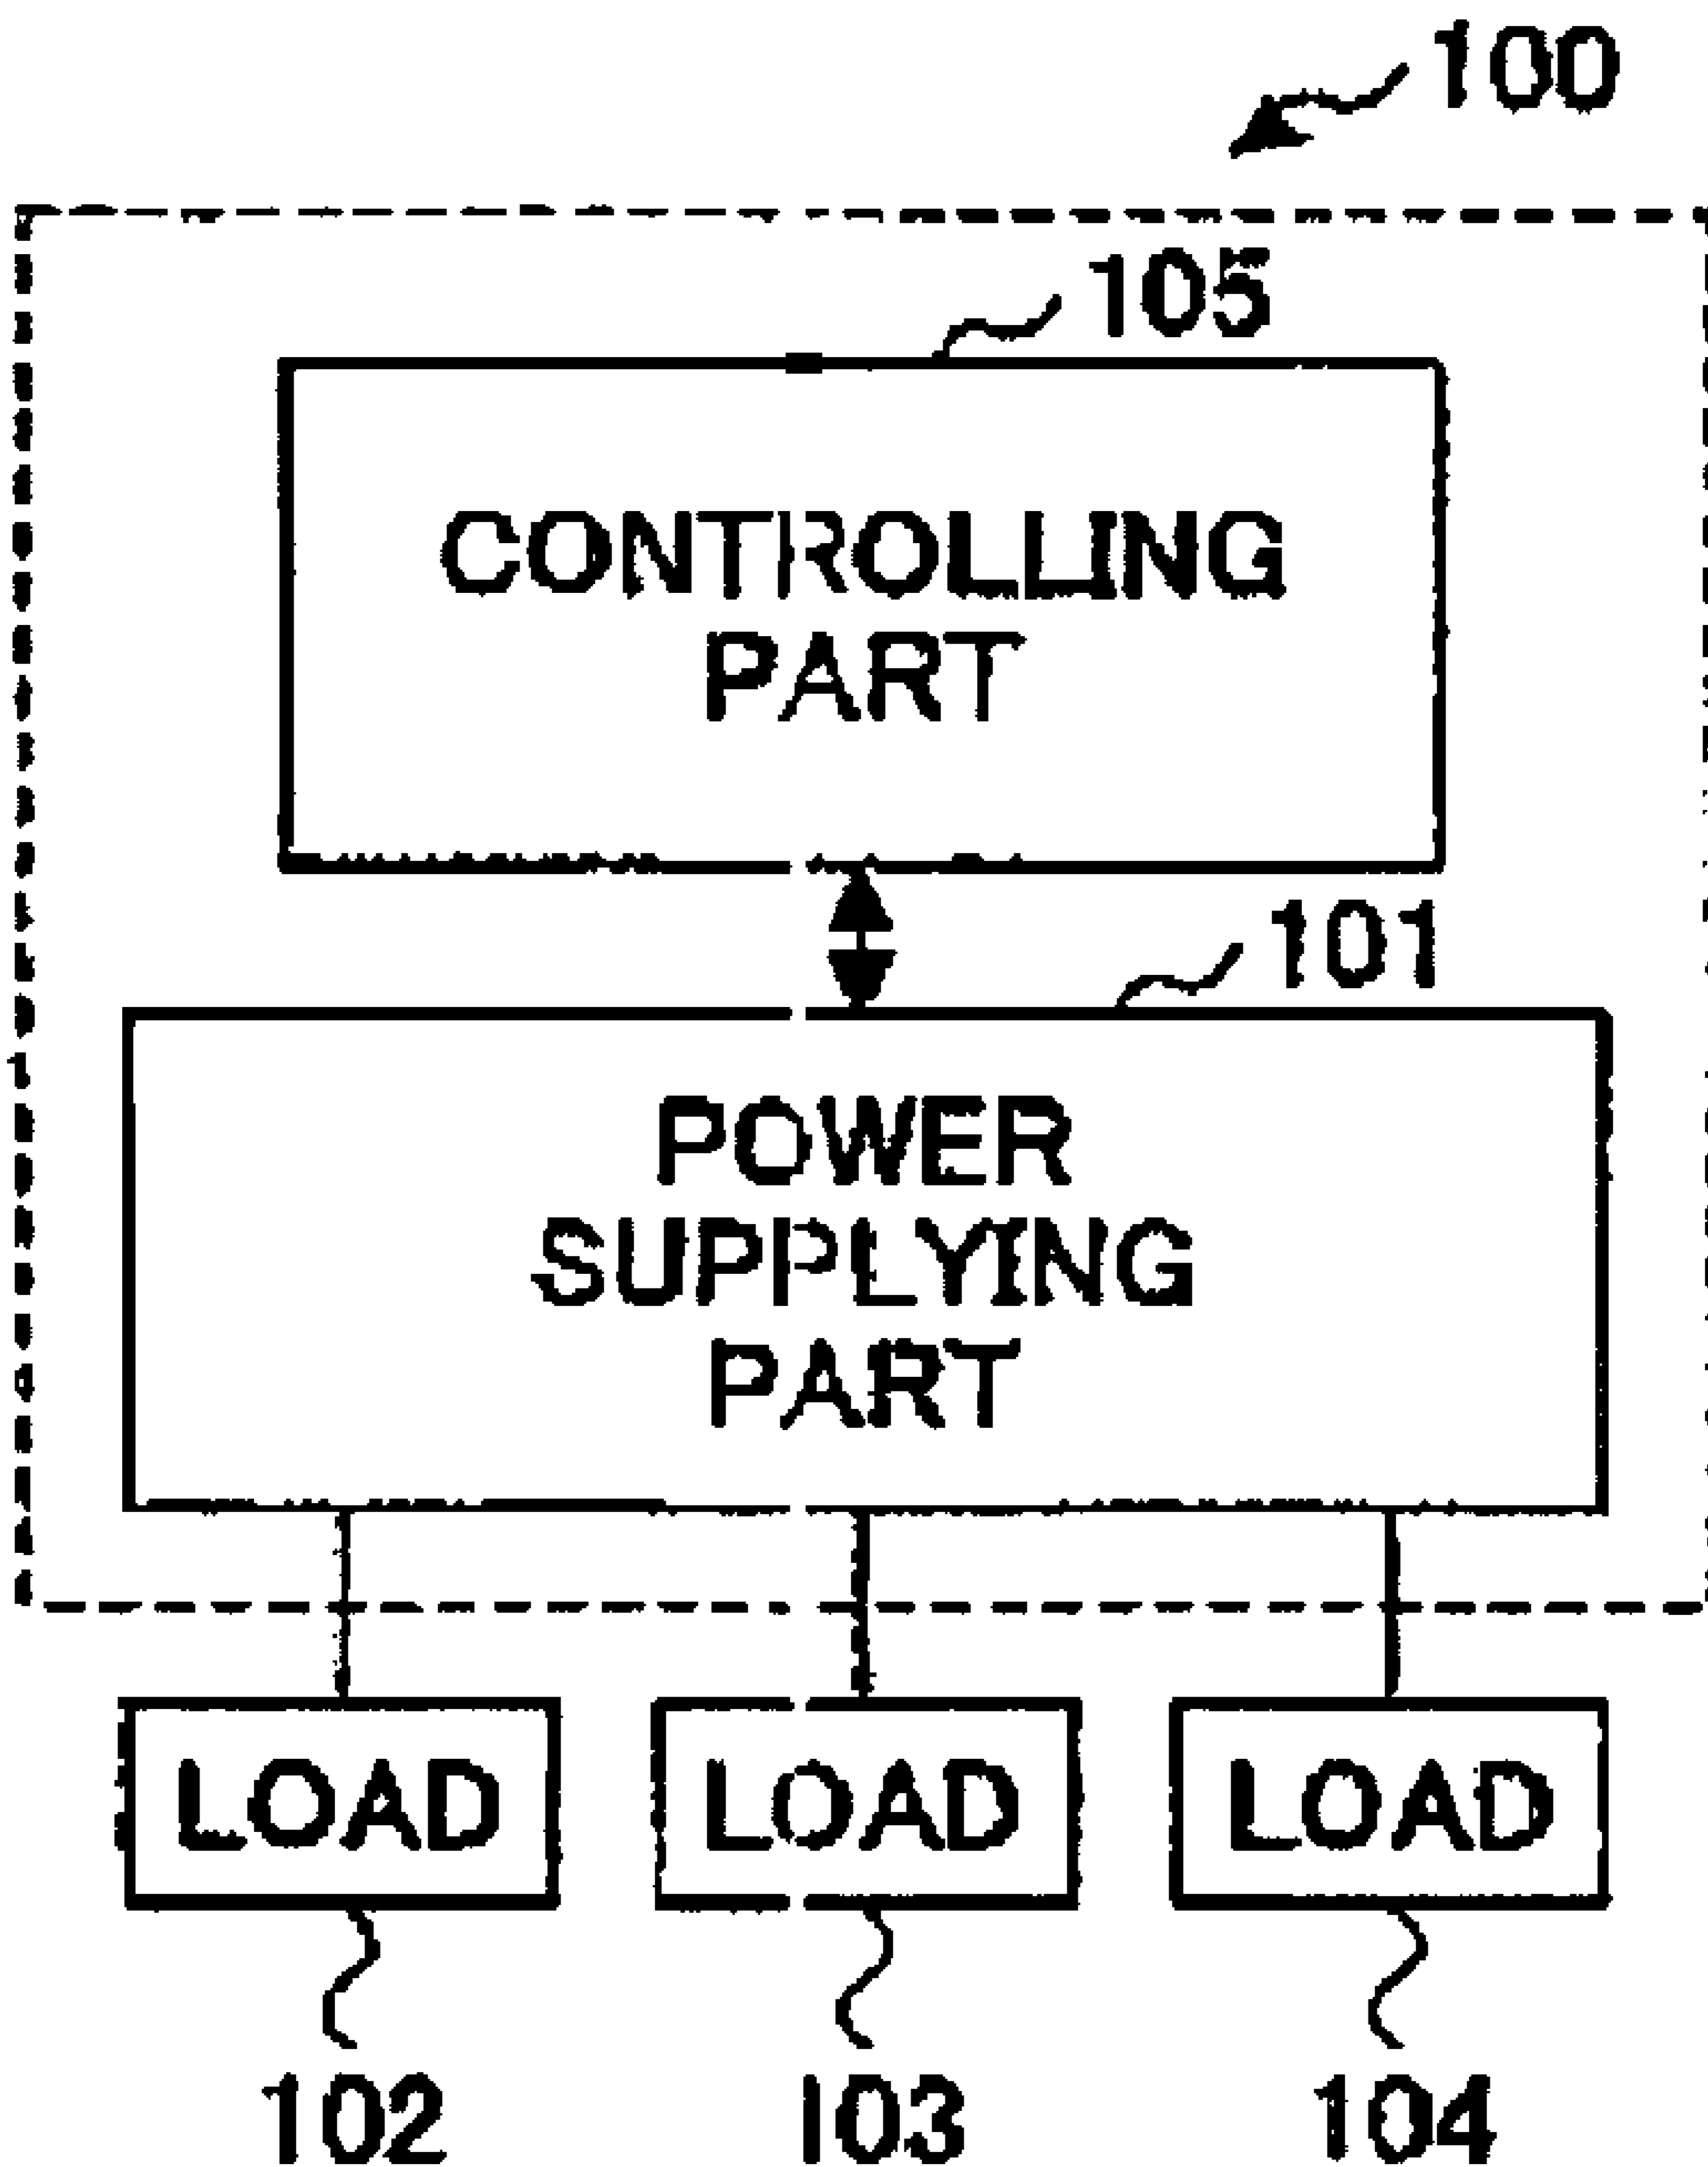 100
105
CONTROLLING
PART
101
POWER
SUPPLYING
PART
LOAD LOAD LOAD
102 103 104